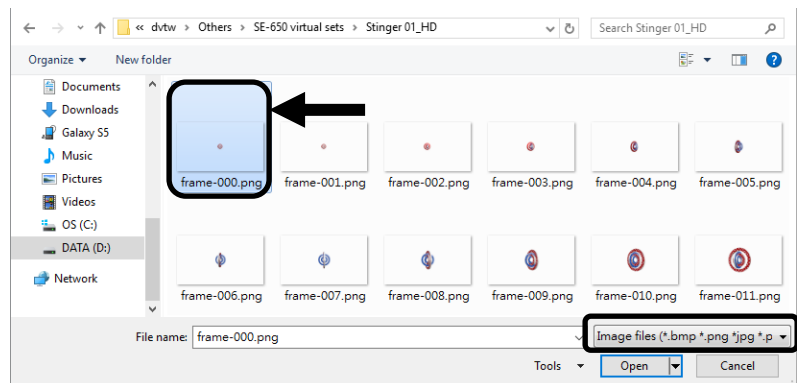 « dvtw > Others > SE-650 virtual sets > Stinger 01_HD
Search Stinger 01_HD
Organize
New folder
Documents
Downloads
Galaxy S5
Music
Pictures
Videos
OS (C:)
DATA (D:)
Network
frame-000.png
frame-001.png
frame-002.png
frame-003.png
frame-004.png
frame-005.png
frame-006.png
frame-007.png
frame-008.png
frame-009.png
frame-010.png
frame-011.png
File name:
frame-000.png
Image files (*.bmp *.png *jpg *.p
Tools
Open
Cancel